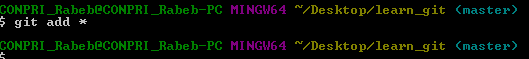 CONPRI_Rabeb@CONPRI_Rabeb-PC MINGW64 ~/Desktop/learn_git (master)
$ git add *
CONPRI_Rabeb@CONPRI_Rabeb-PC MINGW64 ~/Desktop/learn_git (master)
$